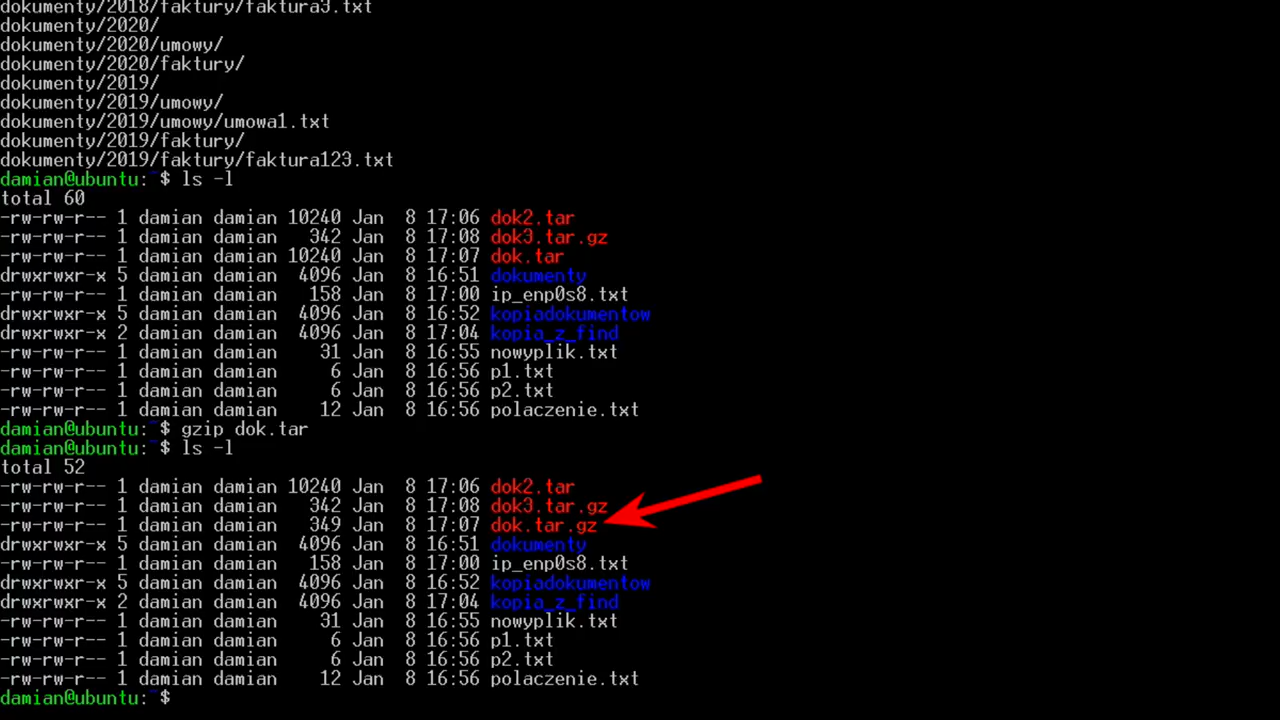 dokumenty/2018/faktury/faktura3.txt
dokumenty/2020/
dokumenty/2020/umowy/
dokumenty/2020/faktury/
dokumenty/2019/
dokumenty/2019/umowy/
dokumenty/2019/umowy/umowa1.txt
dokumenty/2019/faktury/
dokumenty/2019/faktury/faktura123.txt
damian@ubuntu:~$ ls -l
total 60
-rw-rw-r-- 1 damian damian 10240 Jan  8 17:06 dok2.tar
-rw-rw-r-- 1 damian damian   342 Jan  8 17:08 dok3.tar.gz
-rw-rw-r-- 1 damian damian 10240 Jan  8 17:07 dok.tar
drwxrwxr-x 5 damian damian  4096 Jan  8 16:51 dokumenty
-rw-rw-r-- 1 damian damian   158 Jan  8 17:00 ip_enp0s8.txt
drwxrwxr-x 5 damian damian  4096 Jan  8 16:52 kopiadokumentow
drwxrwxr-x 2 damian damian  4096 Jan  8 17:04 kopia_z_find
-rw-rw-r-- 1 damian damian    31 Jan  8 16:55 nowyplik.txt
-rw-rw-r-- 1 damian damian     6 Jan  8 16:56 p1.txt
-rw-rw-r-- 1 damian damian     6 Jan  8 16:56 p2.txt
-rw-rw-r-- 1 damian damian    12 Jan  8 16:56 polaczenie.txt
damian@ubuntu:~$ gzip dok.tar
damian@ubuntu:~$ ls -l
total 52
-rw-rw-r-- 1 damian damian 10240 Jan  8 17:06 dok2.tar
-rw-rw-r-- 1 damian damian   342 Jan  8 17:08 dok3.tar.gz
-rw-rw-r-- 1 damian damian   349 Jan  8 17:07 dok.tar.gz
drwxrwxr-x 5 damian damian  4096 Jan  8 16:51 dokumenty
-rw-rw-r-- 1 damian damian   158 Jan  8 17:00 ip_enp0s8.txt
drwxrwxr-x 5 damian damian  4096 Jan  8 16:52 kopiadokumentow
drwxrwxr-x 2 damian damian  4096 Jan  8 17:04 kopia_z_find
-rw-rw-r-- 1 damian damian    31 Jan  8 16:55 nowyplik.txt
-rw-rw-r-- 1 damian damian     6 Jan  8 16:56 p1.txt
-rw-rw-r-- 1 damian damian     6 Jan  8 16:56 p2.txt
-rw-rw-r-- 1 damian damian    12 Jan  8 16:56 polaczenie.txt
damian@ubuntu:~$